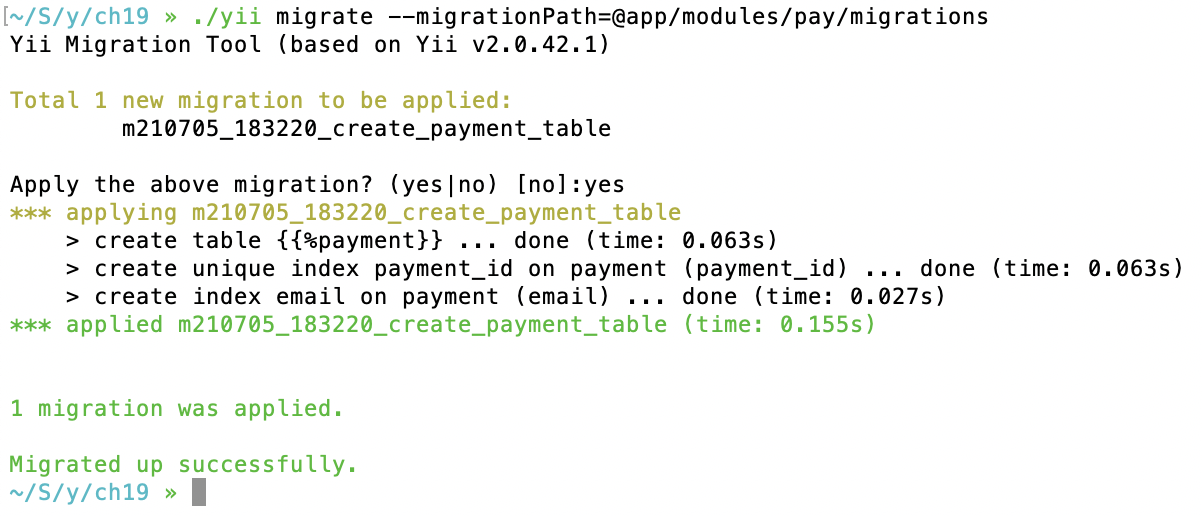 ~/S/y/ch19 » ./yii migrate --migrationPath=@app/modules/pay/migrations
Yii Migration Tool (based on Yii v2.0.42.1)
Total 1 new migration to be applied:
m210705_183220_create_payment_table
Apply the above migration? (yes|no) [no]:yes
*** applying m210705_183220_create_payment_table
> create table {{%payment}} ... done (time: 0.063s)
> create unique index payment_id on payment (payment_id) ... done (time: 0.063s)
> create index email on payment (email) ... done (time: 0.027s)
*** applied m210705_183220_create_payment_table (time: 0.155s)
1 migration was applied.
Migrated up successfully.
~/S/y/ch19 »